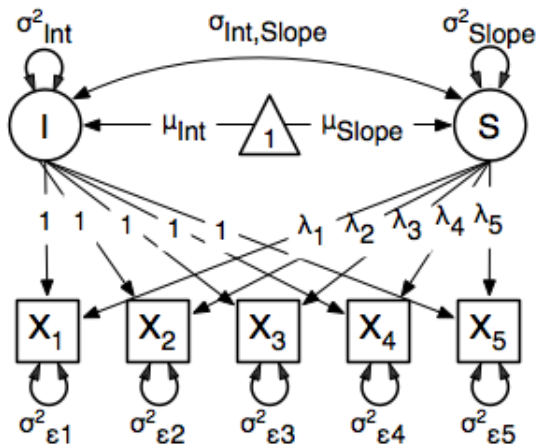 σ²Int σInt,Slope σ²Slope
I μInt 1 μSlope S
1 1 1 1 1 λ₁ λ₂ λ₃ λ₄ λ₅
X₁ X₂ X₃ X₄ X₅
σ²ε1 σ²ε2 σ²ε3 σ²ε4 σ²ε5